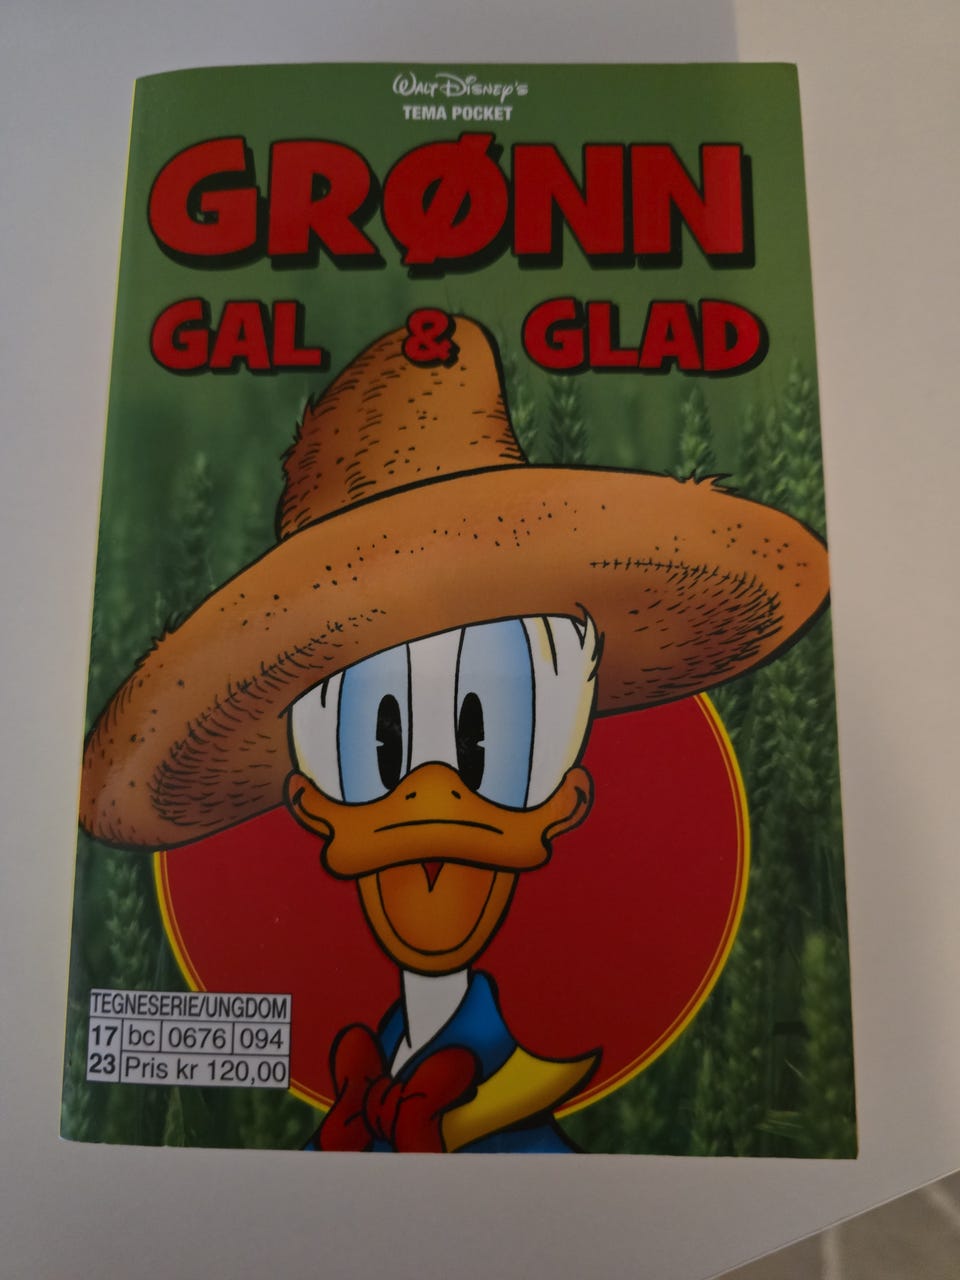 Walt Disney's
TEMA POCKET
GRØNN
GAL & GLAD
TEGNESERIE/UNGDOM
17 bc 0676 094
23 Pris kr 120,00